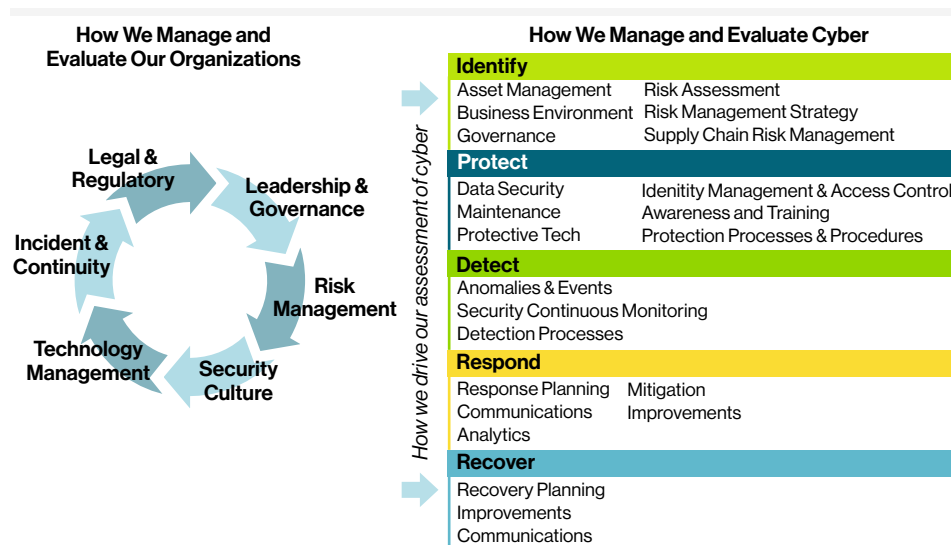 How We Manage and
Evaluate Our Organizations
Legal &
Regulatory
Leadership &
Governance
Risk
Management
Security
Culture
Technology
Management
Incident &
Continuity
How we drive our assessment of cyber
How We Manage and Evaluate Cyber
Identify
Asset Management
Business Environment
Governance
Risk Assessment
Risk Management Strategy
Supply Chain Risk Management
Protect
Data Security
Maintenance
Protective Tech
Idenitity Management & Access Control
Awareness and Training
Protection Processes & Procedures
Detect
Anomalies & Events
Security Continuous Monitoring
Detection Processes
Respond
Response Planning
Communications
Analytics
Mitigation
Improvements
Recover
Recovery Planning
Improvements
Communications